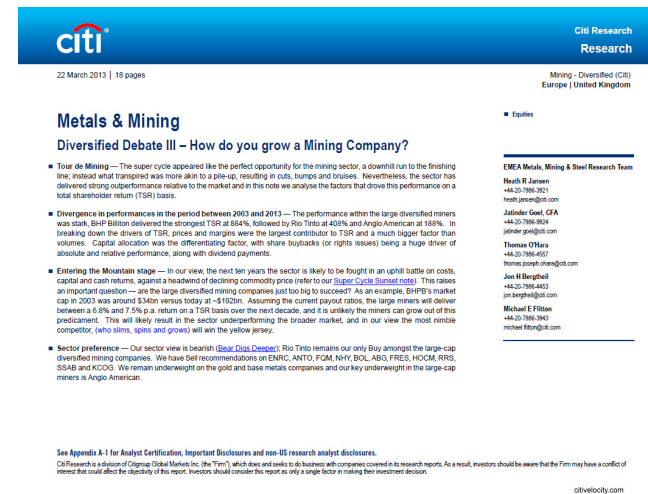 citi
Citi Research
Research
22 March 2013 | 18 pages
Mining - Diversified (Citi)
Europe | United Kingdom
Metals & Mining
Diversified Debate III – How do you grow a Mining Company?
■ Equities
■ Tour de Mining — The super cycle appeared like the perfect opportunity for the mining sector, a downhill run to the finishing
line; instead what transpired was more akin to a pile-up, resulting in cuts, bumps and bruises. Nevertheless, the sector has
delivered strong outperformance relative to the market and in this note we analyse the factors that drove this performance on a
total shareholder return (TSR) basis.
■ Divergence in performances in the period between 2003 and 2013 — The performance within the large diversified miners
was stark, BHP Billiton delivered the strongest TSR at 884%, followed by Rio Tinto at 408% and Anglo American at 188%. In
breaking down the drivers of TSR, prices and margins were the largest contributor to TSR and a much bigger factor than
volumes. Capital allocation was the differentiating factor, with share buybacks (or rights issues) being a huge driver of
absolute and relative performance, along with dividend payments.
■ Entering the Mountain stage — In our view, the next ten years the sector is likely to be fought in an uphill battle on costs,
capital and cash returns, against a headwind of declining commodity price (refer to our Super Cycle Sunset note). This raises
an important question — are the large diversified mining companies just too big to succeed? As an example, BHPB's market
cap in 2003 was around $34bn versus today at ~$192bn. Assuming the current payout ratios, the large miners will deliver
between a 6.8% and 7.5% p.a. return on a TSR basis over the next decade, and it is unlikely the miners can grow out of this
predicament. This will likely result in the sector underperforming the broader market, and in our view the most nimble
competitor, (who slims, spins and grows) will win the yellow jersey.
■ Sector preference — Our sector view is bearish (Bear Digs Deeper); Rio Tinto remains our only Buy amongst the large-cap
diversified mining companies. We have Sell recommendations on ENRC, ANTO, FQM, NHY, BOL, ABG, FRES, HOCM, RRS,
SSAB and KCOG. We remain underweight on the gold and base metals companies and our key underweight in the large-cap
miners is Anglo American.
EMEA Metals, Mining & Steel Research Team
Heath R Jansen
+44-20-7986-3921
heath.jansen@citi.com
Jatinder Goel, CFA
+44-20-7986-9924
jatinder.goel@citi.com
Thomas O'Hara
+44-20-7986-4557
thomas.joseph.ohara@citi.com
Jon H Bergtheil
+44-20-7986-4453
jon.bergtheil@citi.com
Michael E Flitton
+44-20-7986-3943
michael.flitton@citi.com
See Appendix A-1 for Analyst Certification, Important Disclosures and non-US research analyst disclosures.
Citi Research is a division of Citigroup Global Markets Inc. (the "Firm"), which does and seeks to do business with companies covered in its research reports. As a result, investors should be aware that the Firm may have a conflict of
interest that could affect the objectivity of this report. Investors should consider this report as only a single factor in making their investment decision.
citivelocity.com